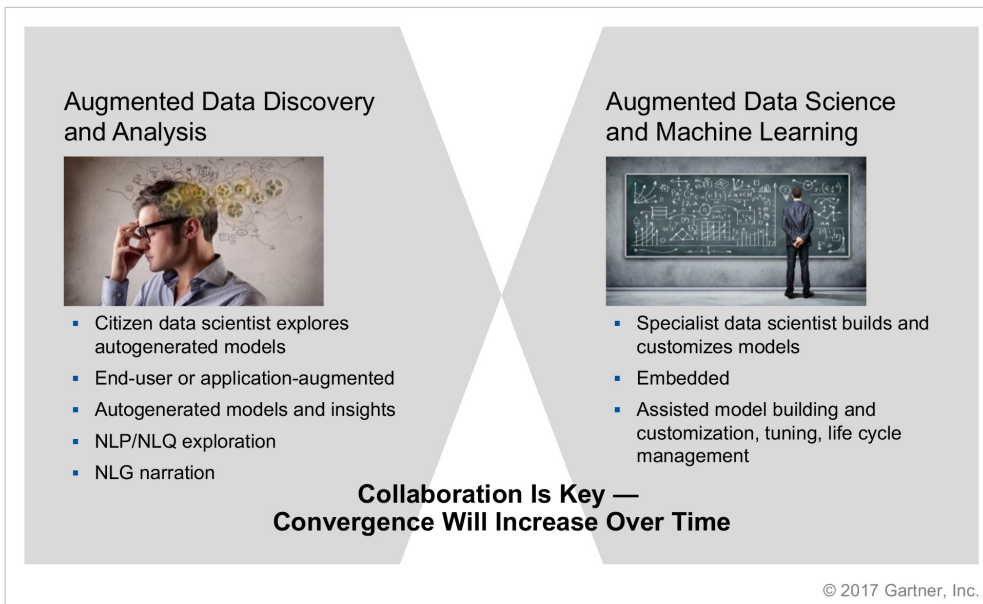 Augmented Data Discovery
and Analysis
▪ Citizen data scientist explores
autogenerated models
▪ End-user or application-augmented
▪ Autogenerated models and insights
▪ NLP/NLQ exploration
▪ NLG narration
Augmented Data Science
and Machine Learning
▪ Specialist data scientist builds and
customizes models
▪ Embedded
▪ Assisted model building and
customization, tuning, life cycle
management
Collaboration Is Key —
Convergence Will Increase Over Time
© 2017 Gartner, Inc.